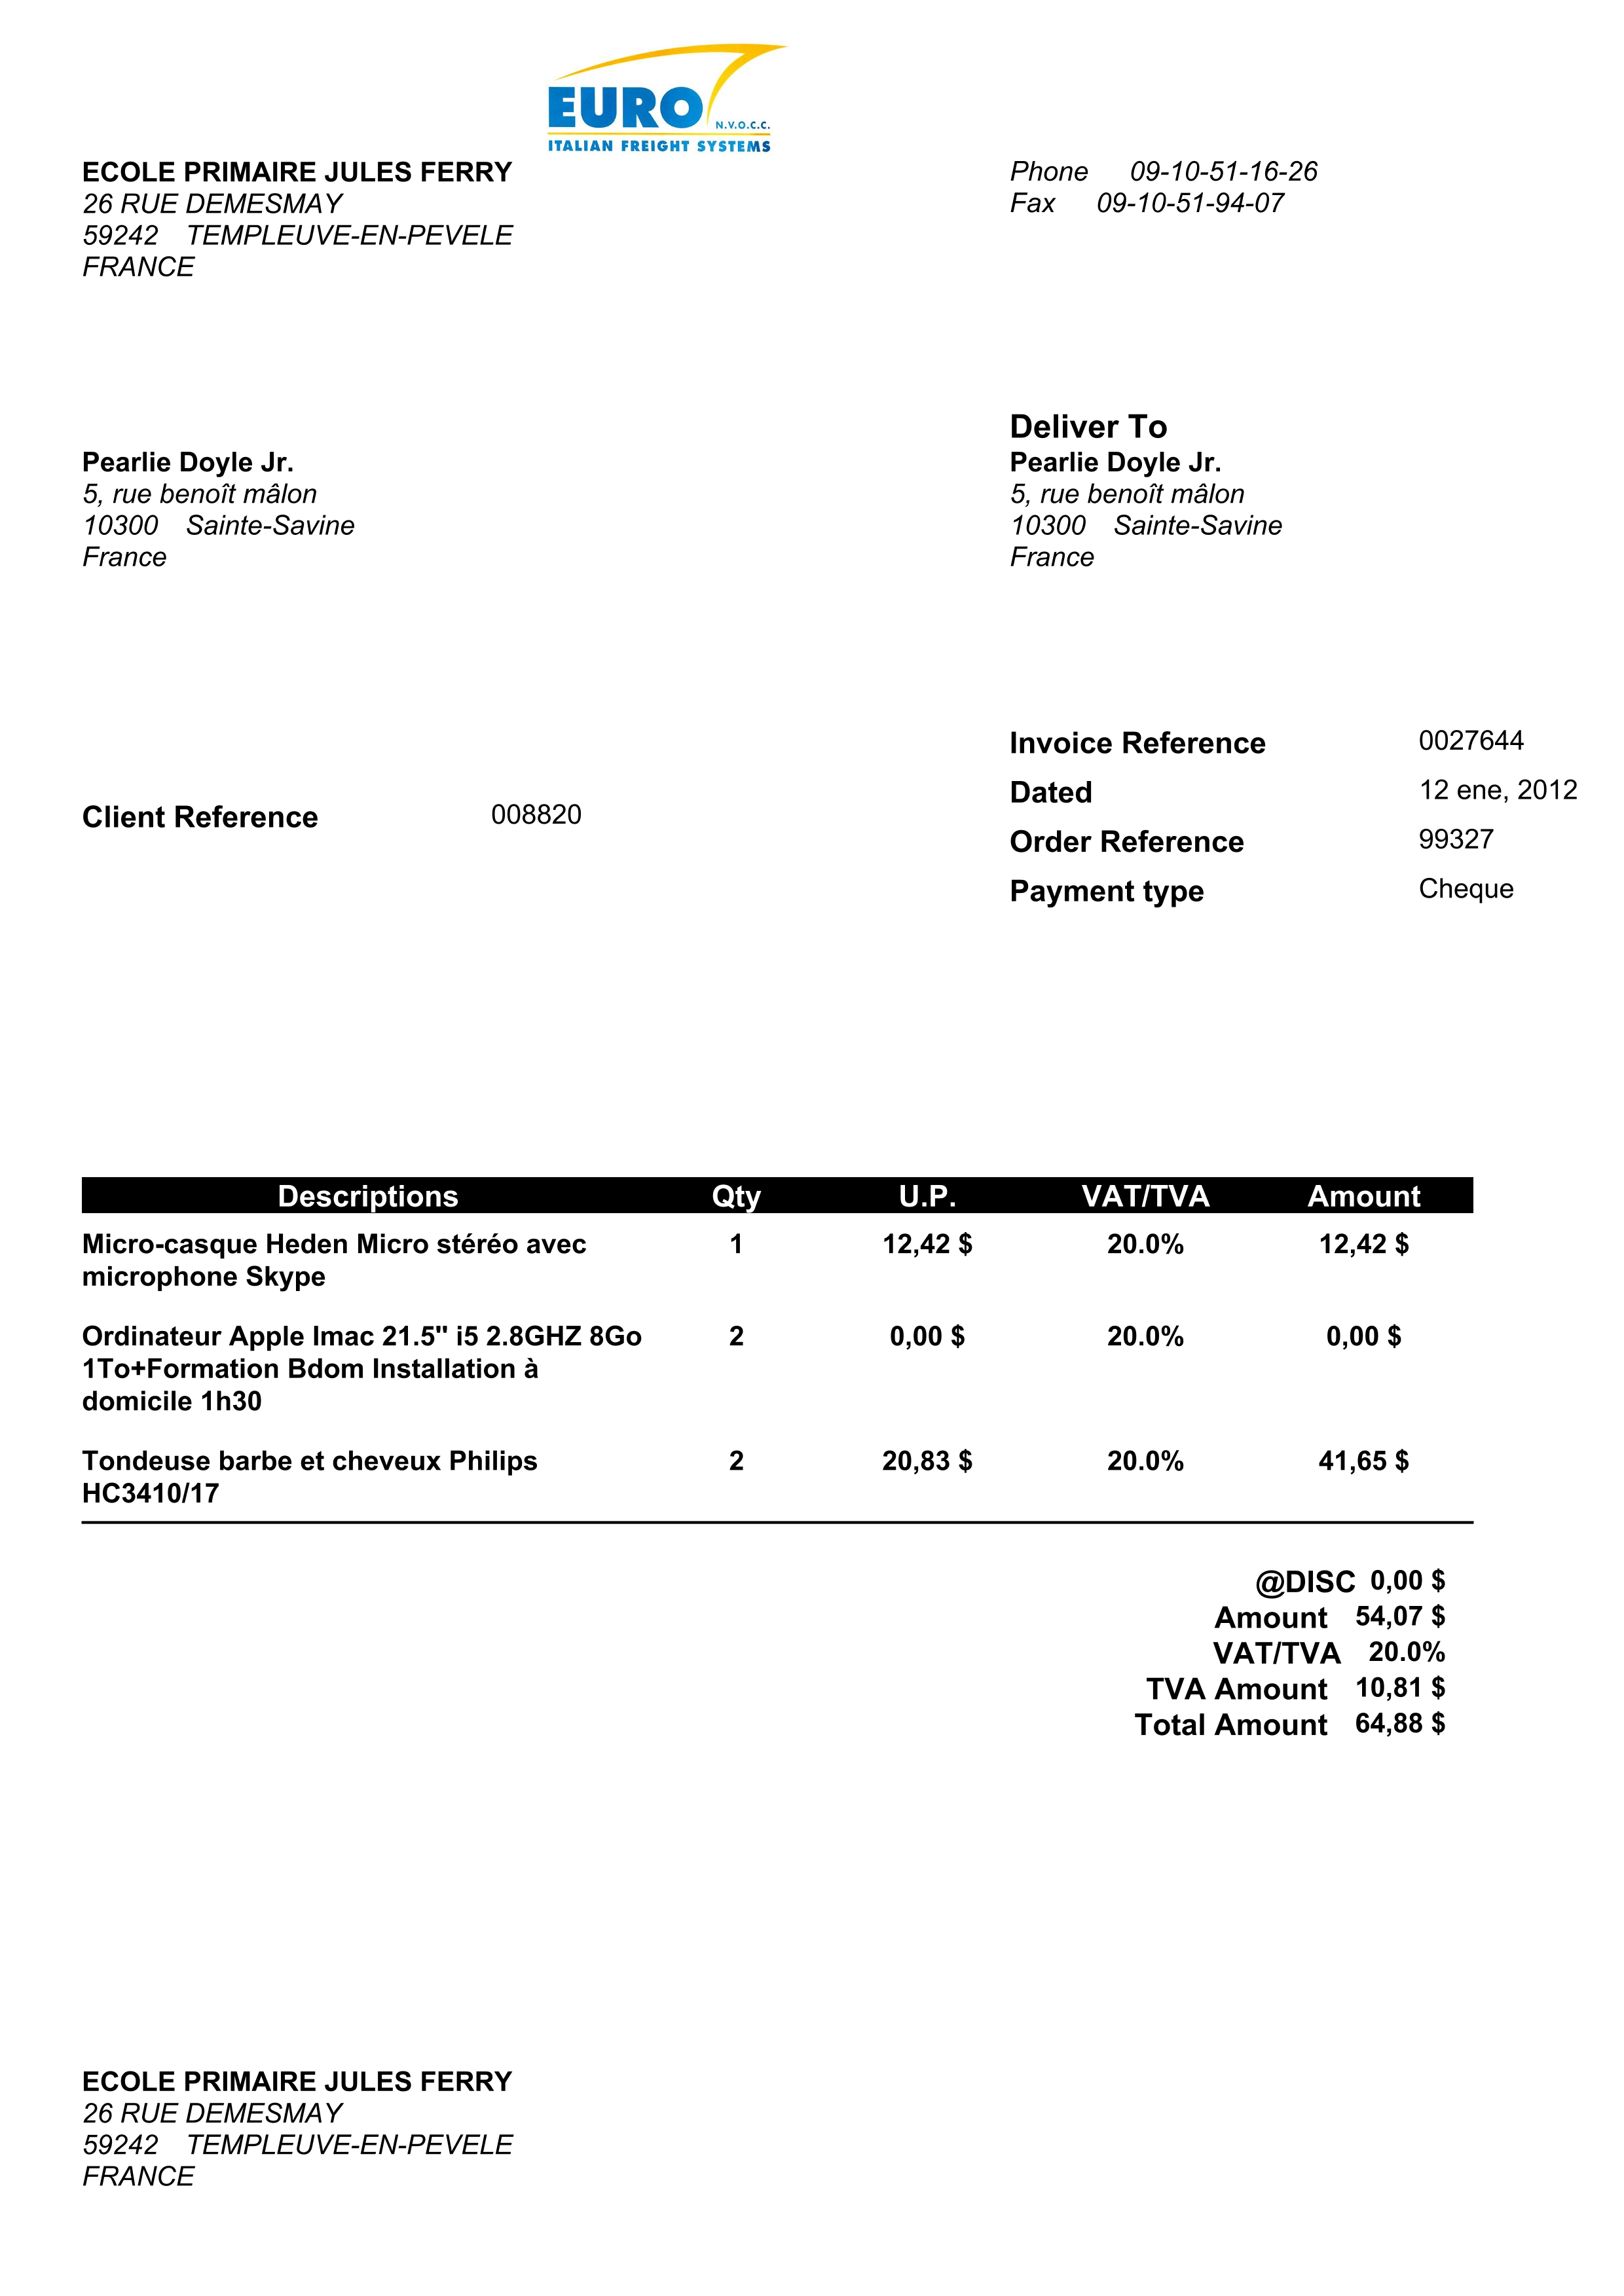 EURO N.V.O.C.C.
ITALIAN FREIGHT SYSTEMS
ECOLE PRIMAIRE JULES FERRY
26 RUE DEMESMAY
59242 TEMPLEUVE-EN-PEVELE
FRANCE
Phone 09-10-51-16-26
Fax 09-10-51-94-07
Pearlie Doyle Jr.
5, rue benoît mâlon
10300 Sainte-Savine
France
Deliver To
Pearlie Doyle Jr.
5, rue benoît mâlon
10300 Sainte-Savine
France
Client Reference 008820
Invoice Reference 0027644
Dated 12 ene, 2012
Order Reference 99327
Payment type Cheque
Descriptions Qty U.P. VAT/TVA Amount
Micro-casque Heden Micro stéréo avec 1 12,42 $ 20.0% 12,42 $
microphone Skype
Ordinateur Apple Imac 21.5" i5 2.8GHZ 8Go 2 0,00 $ 20.0% 0,00 $
1To+Formation Bdom Installation à
domicile 1h30
Tondeuse barbe et cheveux Philips 2 20,83 $ 20.0% 41,65 $
HC3410/17
@DISC 0,00 $
Amount 54,07 $
VAT/TVA 20.0%
TVA Amount 10,81 $
Total Amount 64,88 $
ECOLE PRIMAIRE JULES FERRY
26 RUE DEMESMAY
59242 TEMPLEUVE-EN-PEVELE
FRANCE